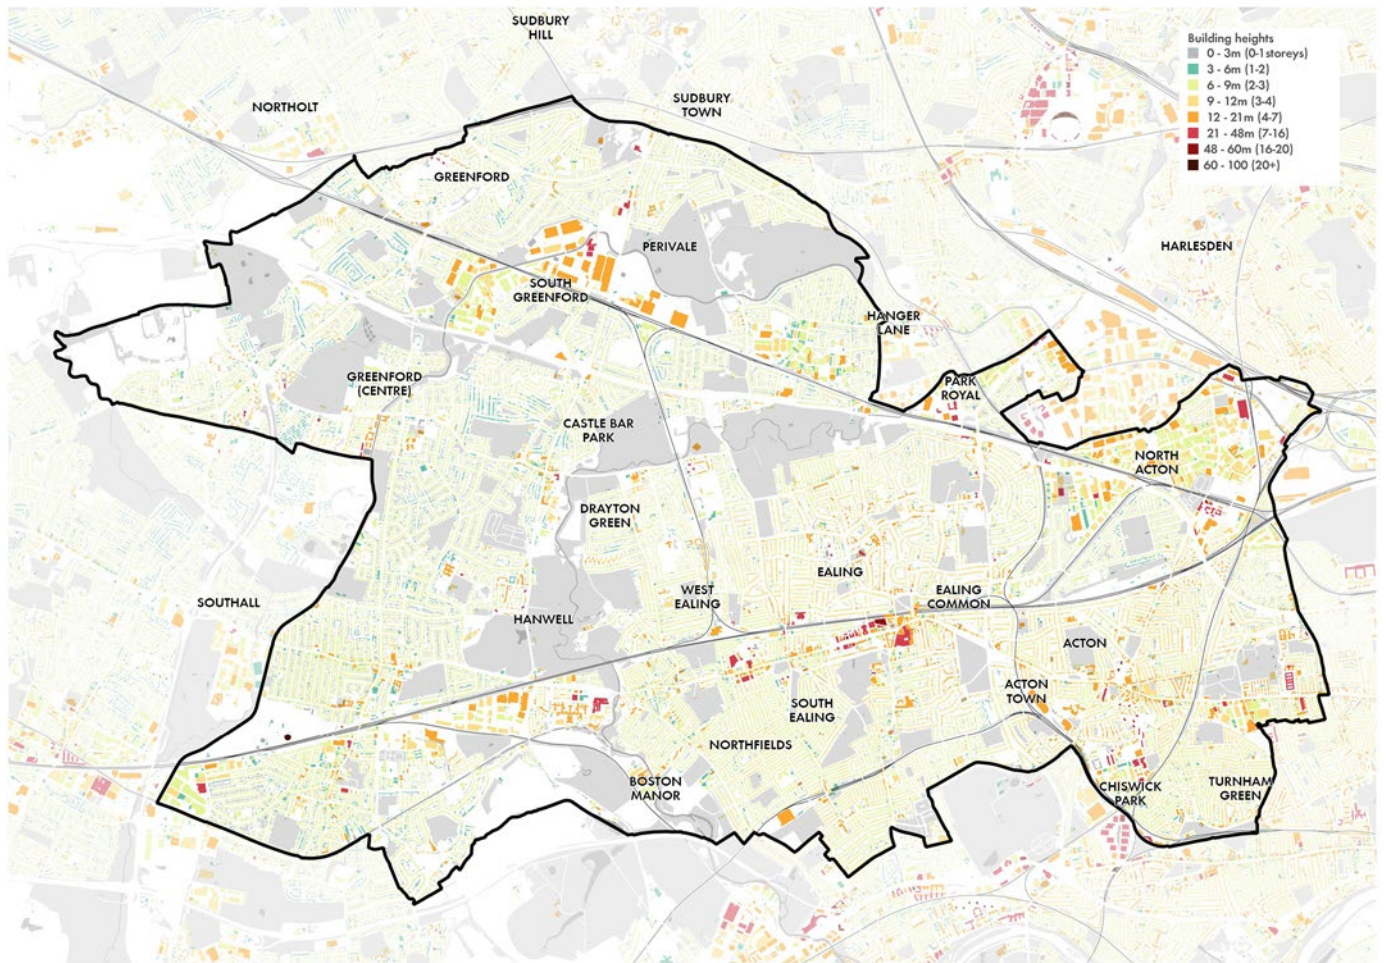 SUDBURY
HILL
Building heights
0 - 3m (0-1storeys)
3 - 6m (1-2)
6 - 9m (2-3)
9 - 12m (3-4)
12 - 21m (4-7)
21 - 48m (7-16)
48 - 60m (16-20)
60 - 100 (20+)
NORTHOLT
SUDBURY
TOWN
GREENFORD
PERIVALE
HARLESDEN
SOUTH
GREENFORD
HANGER
LANE
GREENFORD
(CENTRE)
PARK
ROYAL
CASTLE BAR
PARK
NORTH
ACTON
DRAYTON
GREEN
EALING
WEST
EALING
EALING
COMMON
SOUTHALL
HANWELL
ACTON
ACTON
TOWN
SOUTH
EALING
NORTHFIELDS
BOSTON
MANOR
CHISWICK
PARK
TURNHAM
GREEN